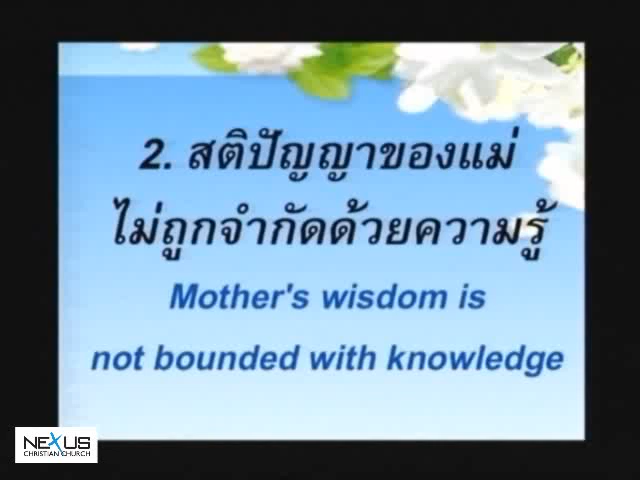 2. สติปัญญาของแม่
ไม่ถูกจำกัดด้วยความรู้
Mother's wisdom is
not bounded with knowledge
NEXUS
CHRISTIAN CHURCH